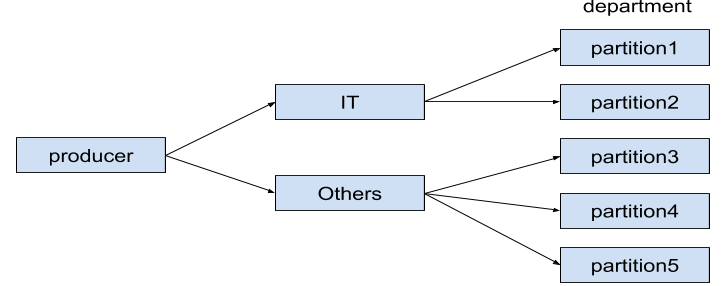 department
partition1
IT
partition2
producer
partition3
Others
partition4
partition5